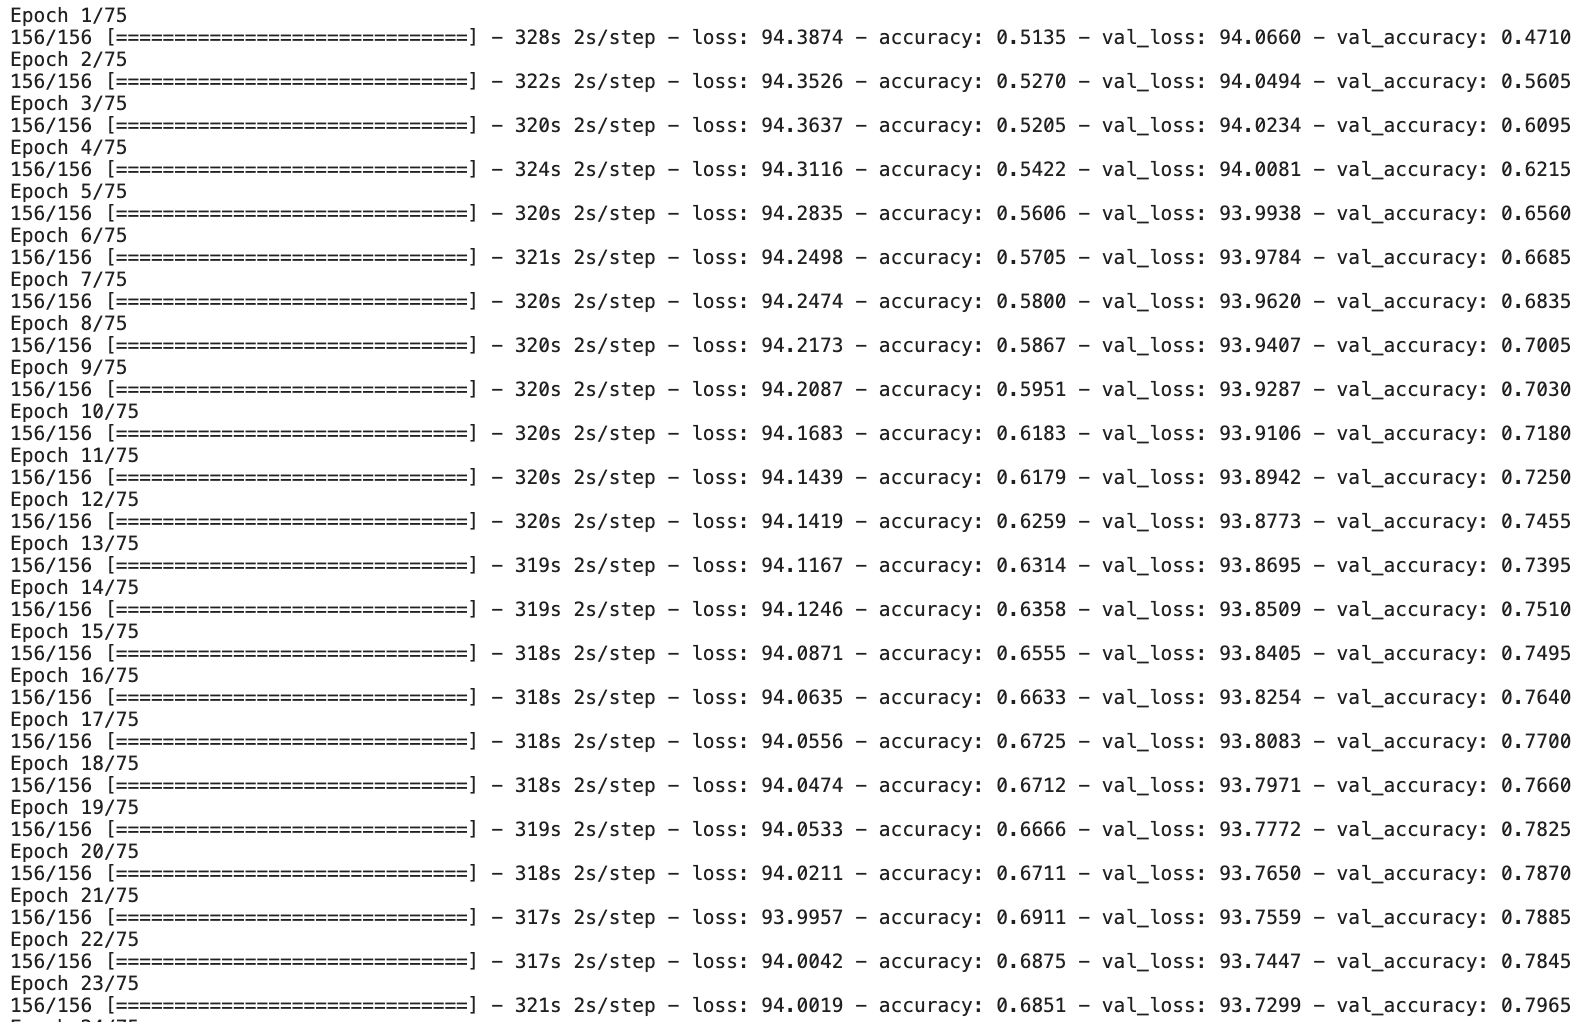 Epoch 1/75
156/156 [==============================] - 328s 2s/step - loss: 94.3874 - accuracy: 0.5135 - val_loss: 94.0660 - val_accuracy: 0.4710
Epoch 2/75
156/156 [==============================] - 322s 2s/step - loss: 94.3526 - accuracy: 0.5270 - val_loss: 94.0494 - val_accuracy: 0.5605
Epoch 3/75
156/156 [==============================] - 320s 2s/step - loss: 94.3637 - accuracy: 0.5205 - val_loss: 94.0234 - val_accuracy: 0.6095
Epoch 4/75
156/156 [==============================] - 324s 2s/step - loss: 94.3116 - accuracy: 0.5422 - val_loss: 94.0081 - val_accuracy: 0.6215
Epoch 5/75
156/156 [==============================] - 320s 2s/step - loss: 94.2835 - accuracy: 0.5606 - val_loss: 93.9938 - val_accuracy: 0.6560
Epoch 6/75
156/156 [==============================] - 321s 2s/step - loss: 94.2498 - accuracy: 0.5705 - val_loss: 93.9784 - val_accuracy: 0.6685
Epoch 7/75
156/156 [==============================] - 320s 2s/step - loss: 94.2474 - accuracy: 0.5800 - val_loss: 93.9620 - val_accuracy: 0.6835
Epoch 8/75
156/156 [==============================] - 320s 2s/step - loss: 94.2173 - accuracy: 0.5867 - val_loss: 93.9407 - val_accuracy: 0.7005
Epoch 9/75
156/156 [==============================] - 320s 2s/step - loss: 94.2087 - accuracy: 0.5951 - val_loss: 93.9287 - val_accuracy: 0.7030
Epoch 10/75
156/156 [==============================] - 320s 2s/step - loss: 94.1683 - accuracy: 0.6183 - val_loss: 93.9106 - val_accuracy: 0.7180
Epoch 11/75
156/156 [==============================] - 320s 2s/step - loss: 94.1439 - accuracy: 0.6179 - val_loss: 93.8942 - val_accuracy: 0.7250
Epoch 12/75
156/156 [==============================] - 320s 2s/step - loss: 94.1419 - accuracy: 0.6259 - val_loss: 93.8773 - val_accuracy: 0.7455
Epoch 13/75
156/156 [==============================] - 319s 2s/step - loss: 94.1167 - accuracy: 0.6314 - val_loss: 93.8695 - val_accuracy: 0.7395
Epoch 14/75
156/156 [==============================] - 319s 2s/step - loss: 94.1246 - accuracy: 0.6358 - val_loss: 93.8509 - val_accuracy: 0.7510
Epoch 15/75
156/156 [==============================] - 318s 2s/step - loss: 94.0871 - accuracy: 0.6555 - val_loss: 93.8405 - val_accuracy: 0.7495
Epoch 16/75
156/156 [==============================] - 318s 2s/step - loss: 94.0635 - accuracy: 0.6633 - val_loss: 93.8254 - val_accuracy: 0.7640
Epoch 17/75
156/156 [==============================] - 318s 2s/step - loss: 94.0556 - accuracy: 0.6725 - val_loss: 93.8083 - val_accuracy: 0.7700
Epoch 18/75
156/156 [==============================] - 318s 2s/step - loss: 94.0474 - accuracy: 0.6712 - val_loss: 93.7971 - val_accuracy: 0.7660
Epoch 19/75
156/156 [==============================] - 319s 2s/step - loss: 94.0533 - accuracy: 0.6666 - val_loss: 93.7772 - val_accuracy: 0.7825
Epoch 20/75
156/156 [==============================] - 318s 2s/step - loss: 94.0211 - accuracy: 0.6711 - val_loss: 93.7650 - val_accuracy: 0.7870
Epoch 21/75
156/156 [==============================] - 317s 2s/step - loss: 93.9957 - accuracy: 0.6911 - val_loss: 93.7559 - val_accuracy: 0.7885
Epoch 22/75
156/156 [==============================] - 317s 2s/step - loss: 94.0042 - accuracy: 0.6875 - val_loss: 93.7447 - val_accuracy: 0.7845
Epoch 23/75
156/156 [==============================] - 321s 2s/step - loss: 94.0019 - accuracy: 0.6851 - val_loss: 93.7299 - val_accuracy: 0.7965